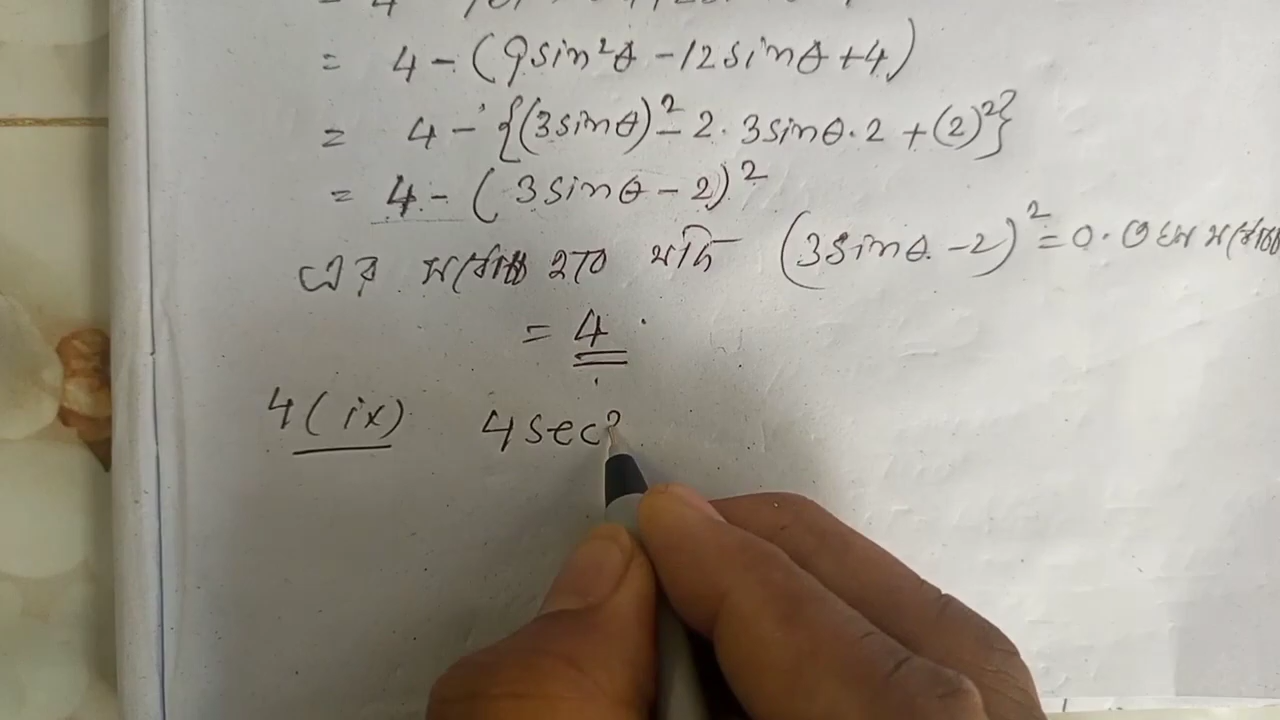 = 4 - (9sin²θ - 12sinθ + 4)
= 4 - {(3sinθ)² - 2. 3sinθ. 2 + (2)²}
= 4 - (3sinθ - 2)²
এর হবে যদি (3sinθ - 2)² = 0.
= 4.
4(ix) 4sec²